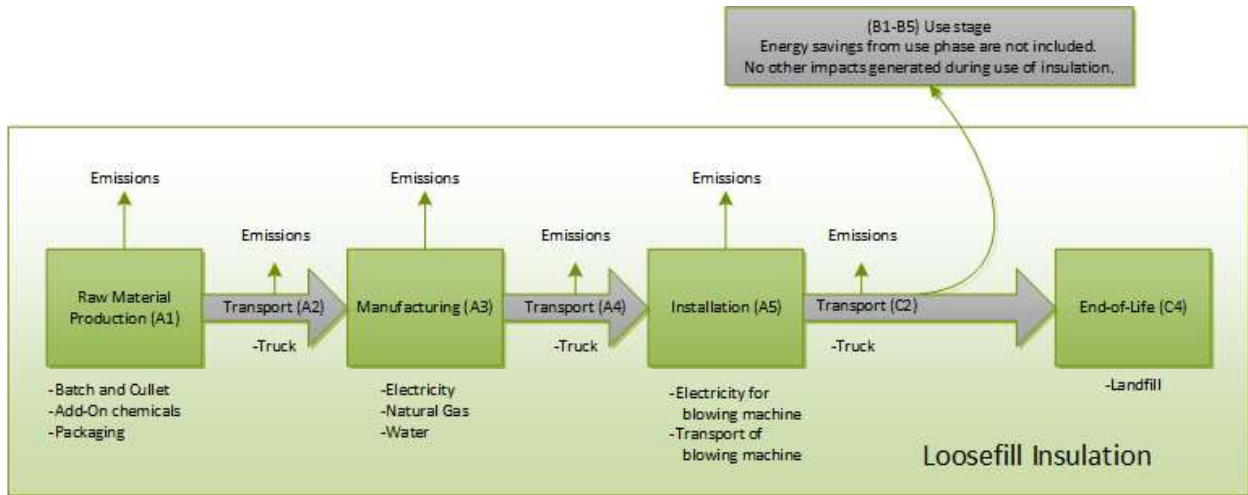 (B1-B5) Use stage
Energy savings from use phase are not included.
No other impacts generated during use of insulation.
Emissions
Emissions
Emissions
Emissions
Emissions
Emissions
Raw Material
Production (A1)
Transport (A2)
Manufacturing (A3)
Transport (A4)
Installation (A5)
Transport (C2)
End-of-Life (C4)
-Truck
-Truck
-Truck
-Batch and Cullet
-Add-On chemicals
-Packaging
-Electricity
-Natural Gas
-Water
-Electricity for
blowing machine
-Transport of
blowing machine
-Landfill
Loosefill Insulation